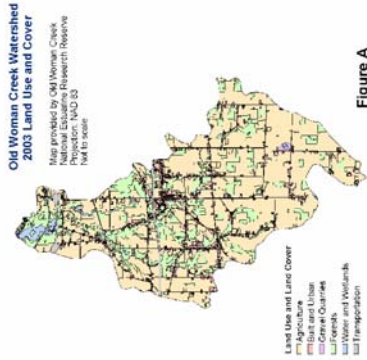 Old Woman Creek Watershed
2003 Land Use and Cover
Map provided by Old Woman Creek
National Estuarine Research Reserve
Projection: NAD 83
Not to scale
Land Use and Land Cover
Agriculture
Built and Urban
Gravel Quarries
Forests
Water and Wetlands
Transportation
Figure A